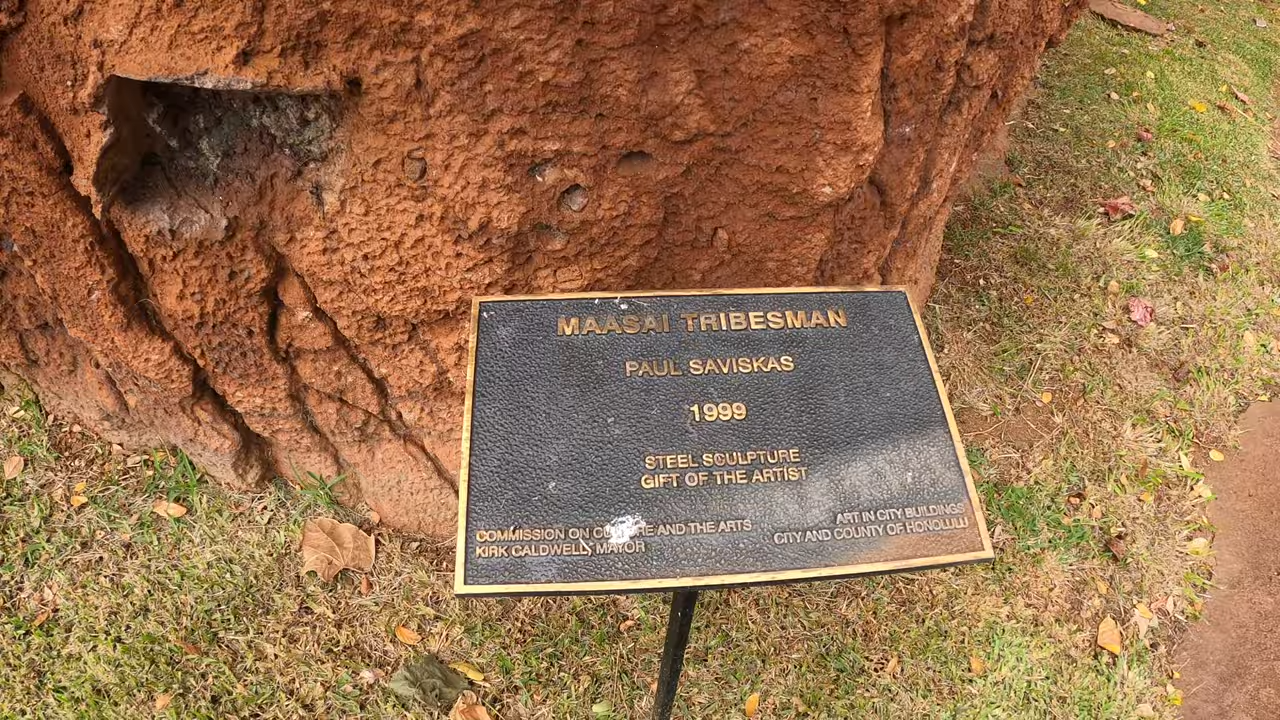 MAASAI TRIBESMAN
PAUL SAVISKAS
1999
STEEL SCULPTURE
GIFT OF THE ARTIST
COMMISSION ON CULTURE AND THE ARTS
KIRK CALDWELL, MAYOR
ART IN CITY BUILDINGS
CITY AND COUNTY OF HONOLULU